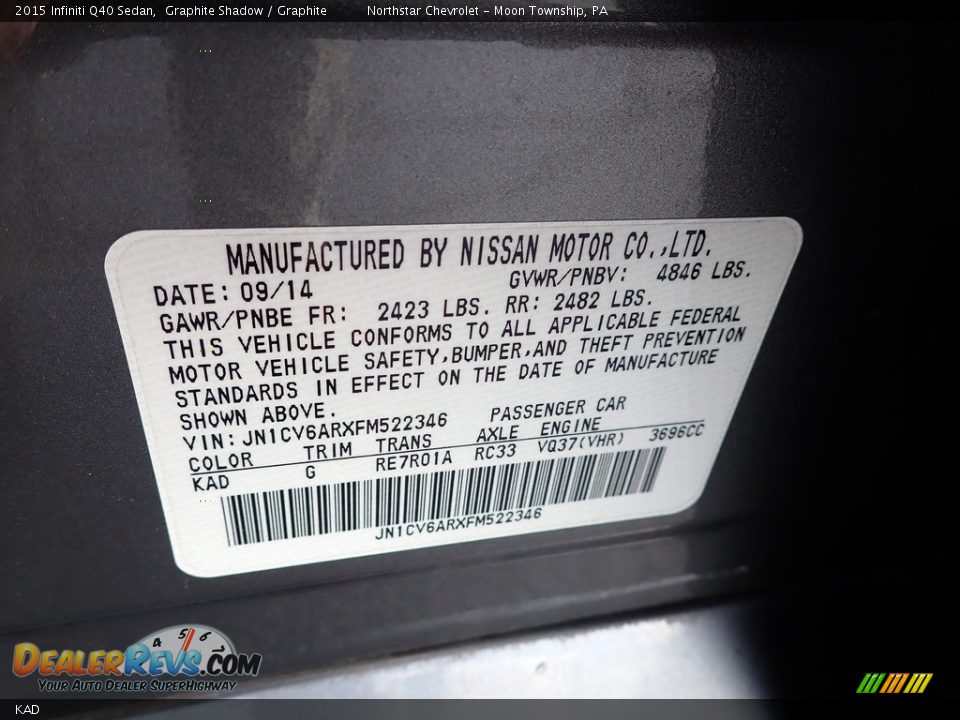 2015 Infiniti Q40 Sedan, Graphite Shadow / Graphite Northstar Chevrolet - Moon Township, PA
MANUFACTURED BY NISSAN MOTOR CO.,LTD.
DATE: 09/14 GVWR/PNBV: 4846 LBS.
GAWR/PNBE FR: 2423 LBS. RR: 2482 LBS.
THIS VEHICLE CONFORMS TO ALL APPLICABLE FEDERAL
MOTOR VEHICLE SAFETY,BUMPER,AND THEFT PREVENTION
STANDARDS IN EFFECT ON THE DATE OF MANUFACTURE
SHOWN ABOVE.
VIN:JN1CV6ARXFM522346 PASSENGER CAR
COLOR TRIM TRANS AXLE ENGINE
KAD G RE7R01A RC33 VQ37(VHR) 3696CC
JN1CV6ARXFM522346
4 5 6
DEALERREVS.COM
YOUR AUTO DEALER SUPERHIGHWAY
KAD